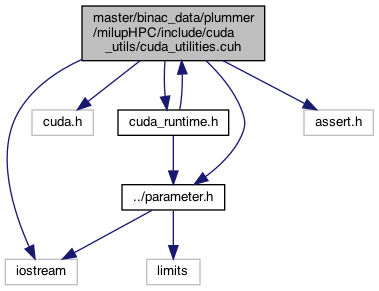 master/binac_data/plummer
/milupHPC/include/cuda
_utils/cuda_utilities.cuh
cuda.h
cuda_runtime.h
assert.h
../parameter.h
iostream
limits